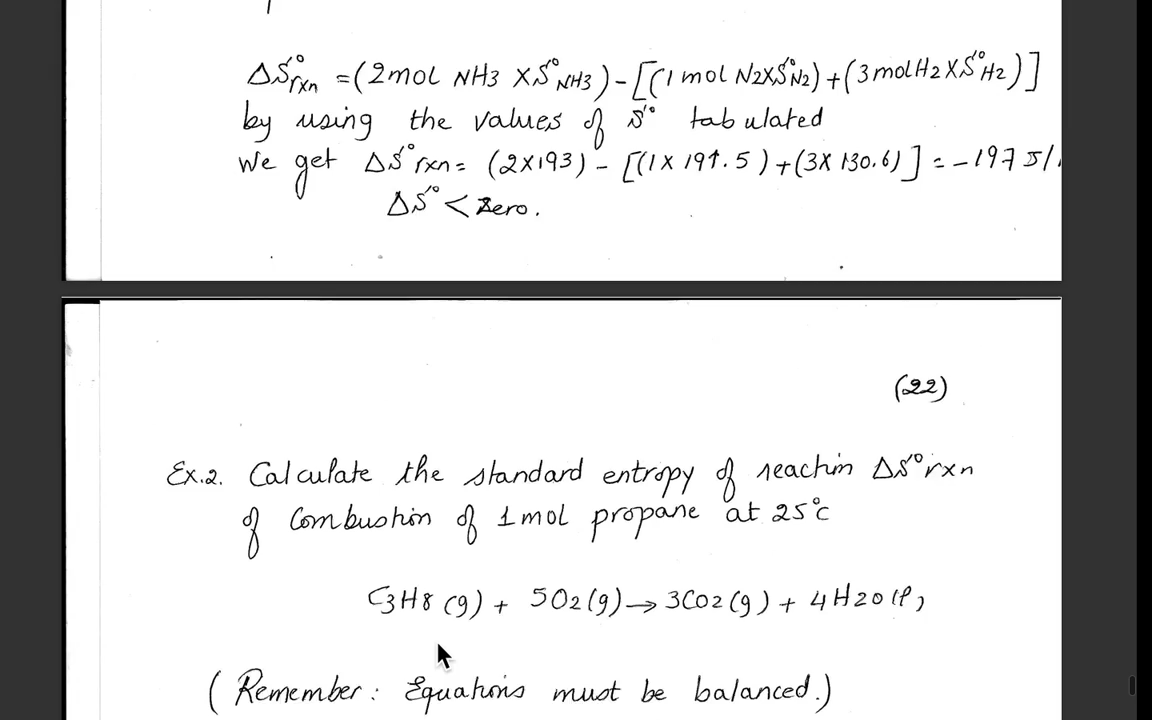 ΔS°rxn = (2mol NH3 X S°NH3) - [(1 mol N2 X S°N2) + (3 mol H2 X S°H2)]
by using the values of S° tabulated
We get ΔS°rxn = (2X193) - [(1X 191.5) + (3X 130.6)] = -197 J/
ΔS° < Zero.
(22)
Ex.2. Calculate the standard entropy of reactin ΔS°rxn
of Combustion of 1 mol propane at 25°C
C3H8 (g) + 5O2 (g) → 3CO2 (g) + 4H2O (l)
( Remember : Equations must be balanced.)